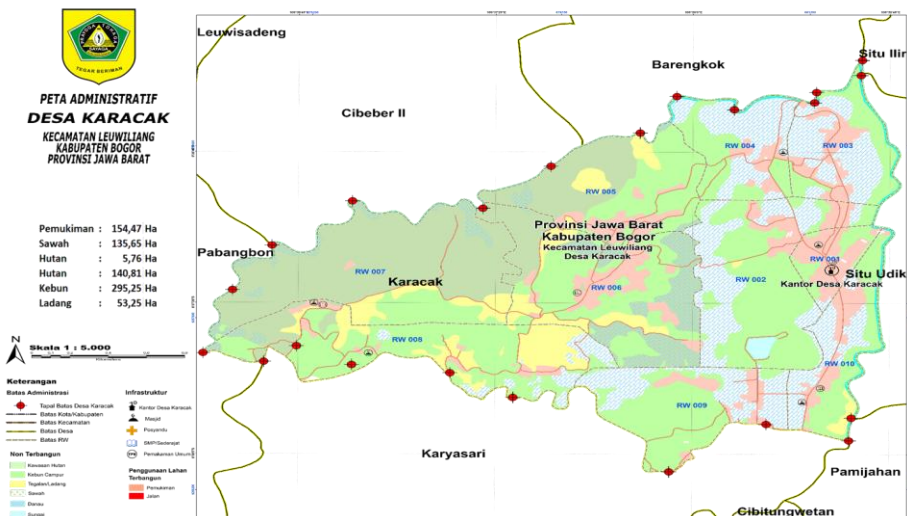 PRAYOGA TOHAGA
SAYAGA
TEGAR BERIMAN
PETA ADMINISTRATIF
DESA KARACAK
KECAMATAN LEUWILIANG
KABUPATEN BOGOR
PROVINSI JAWA BARAT
Pemukiman : 154,47 Ha
Sawah : 135,65 Ha
Hutan : 5,76 Ha
Hutan : 140,81 Ha
Kebun : 295,25 Ha
Ladang : 53,25 Ha
N
Skala 1 : 5.000
Keterangan
Batas Administrasi
Tapal Batas Desa Karacak
Batas Kota/Kabupaten
Batas Kecamatan
Batas Desa
Batas RW
Non Terbangun
Kawasan Hutan
Kebun Campur
Tegalan/Ladang
Sawah
Danau
Sungai
Infrastruktur
Kantor Desa Karacak
Masjid
Posyandu
SMP/Sederajat
Pemakaman Umum
Penggunaan Lahan
Terbangun
Pemukiman
Jalan
Leuwisadeng
Cibeber II
Barengkok
Situ Ilir
RW 004
RW 003
RW 005
Provinsi Jawa Barat
Kabupaten Bogor
Kecamatan Leuwiliang
Desa Karacak
Pabangbon
RW 007
Karacak
RW 006
RW 002
RW 001
Situ Udik
Kantor Desa Karacak
RW 008
RW 010
RW 009
Karyasari
Pamijahan
Cibitungwetan